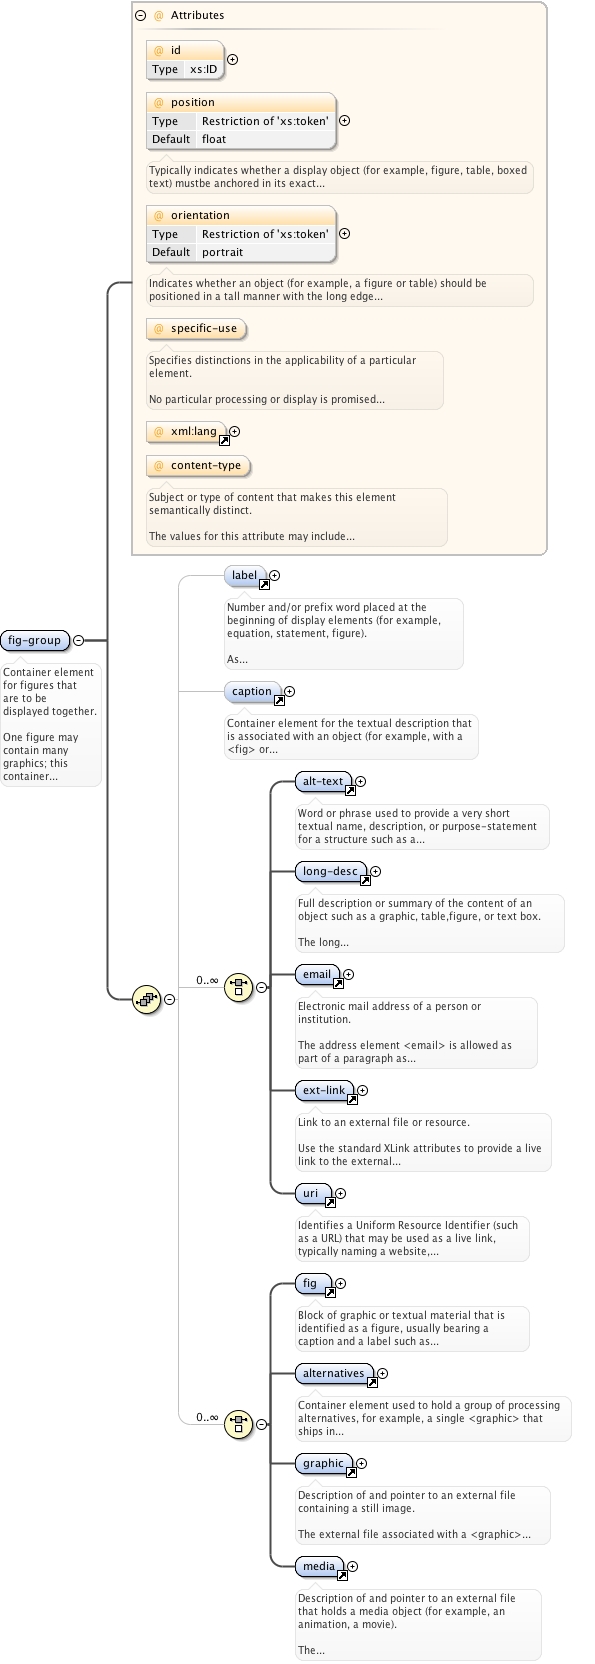 @ Attributes
@ id
Type xs:ID
@ position
Type Restriction of 'xs:token'
Default float
Typically indicates whether a display object (for example, figure, table, boxed
text) mustbe anchored in its exact...
@ orientation
Type Restriction of 'xs:token'
Default portrait
Indicates whether an object (for example, a figure or table) should be
positioned in a tall manner with the long edge...
@ specific-use
Specifies distinctions in the applicability of a particular
element.
No particular processing or display is promised...
@ xml:lang
@ content-type
Subject or type of content that makes this element
semantically distinct.
The values for this attribute may include...
fig-group
Container element
for figures that
are to be
displayed together.
One figure may
contain many
graphics; this
container...
label
Number and/or prefix word placed at the
beginning of display elements (for example,
equation, statement, figure).
As...
caption
Container element for the textual description that
is associated with an object (for example, with a
<fig> or...
0..∞
alt-text
Word or phrase used to provide a very short
textual name, description, or purpose-statement
for a structure such as a...
long-desc
Full description or summary of the content of an
object such as a graphic, table,figure, or text box.
The long...
email
Electronic mail address of a person or
institution.
The address element <email> is allowed as
part of a paragraph as...
ext-link
Link to an external file or resource.
Use the standard XLink attributes to provide a live
link to the external...
uri
Identifies a Uniform Resource Identifier (such
as a URL) that may be used as a live link,
typically naming a website,...
0..∞
fig
Block of graphic or textual material that is
identified as a figure, usually bearing a
caption and a label such as...
alternatives
Container element used to hold a group of processing
alternatives, for example, a single <graphic> that
ships in...
graphic
Description of and pointer to an external file
containing a still image.
The external file associated with a <graphic>...
media
Description of and pointer to an external file
that holds a media object (for example, an
animation, a movie).
The...